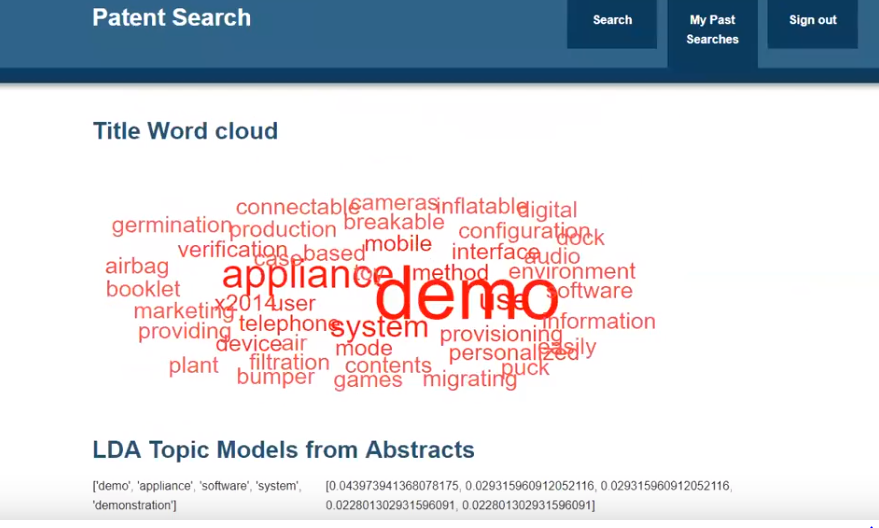 Patent Search
Search
My Past
Searches
Sign out
Title Word cloud
connectable cameras inflatable digital
germination production breakable configuration dock
verification case based mobile interface audio
airbag appliance toy method environment
booklet x2014 user demo use software
marketing telephone system information
providing device air provisioning easily
plant filtration mode personalized puck
bumper contents games migrating
LDA Topic Models from Abstracts
['demo', 'appliance', 'software', 'system', [0.043973941368078175, 0.029315960912052116, 0.029315960912052116,
'demonstration'] 0.022801302931596091, 0.022801302931596091]